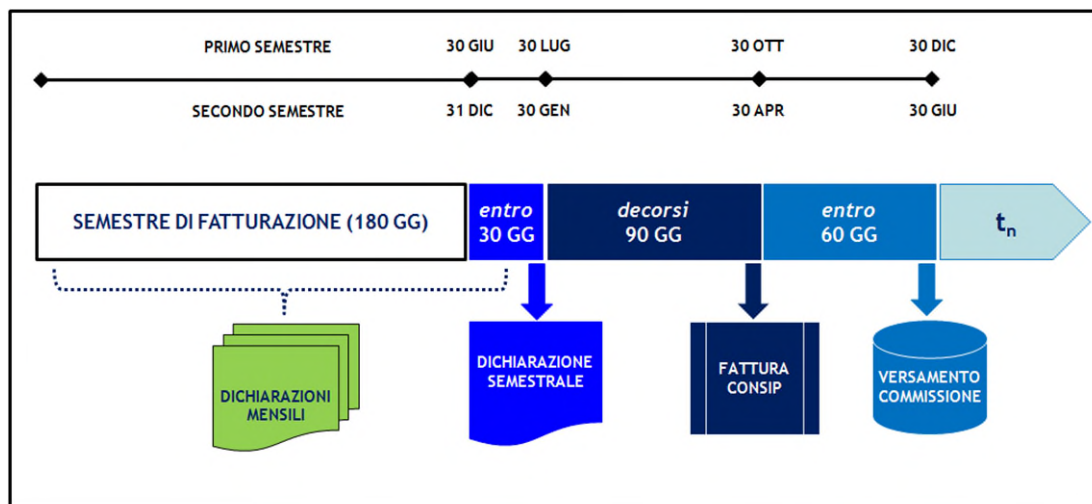 PRIMO SEMESTRE 30 GIU 30 LUG 30 OTT 30 DIC
SECONDO SEMESTRE 31 DIC 30 GEN 30 APR 30 GIU
SEMESTRE DI FATTURAZIONE (180 GG)
entro
30 GG
decorsi
90 GG
entro
60 GG
tn
DICHIARAZIONI
MENSILI
DICHIARAZIONE
SEMESTRALE
FATTURA
CONSIP
VERSAMENTO
COMMISSIONE